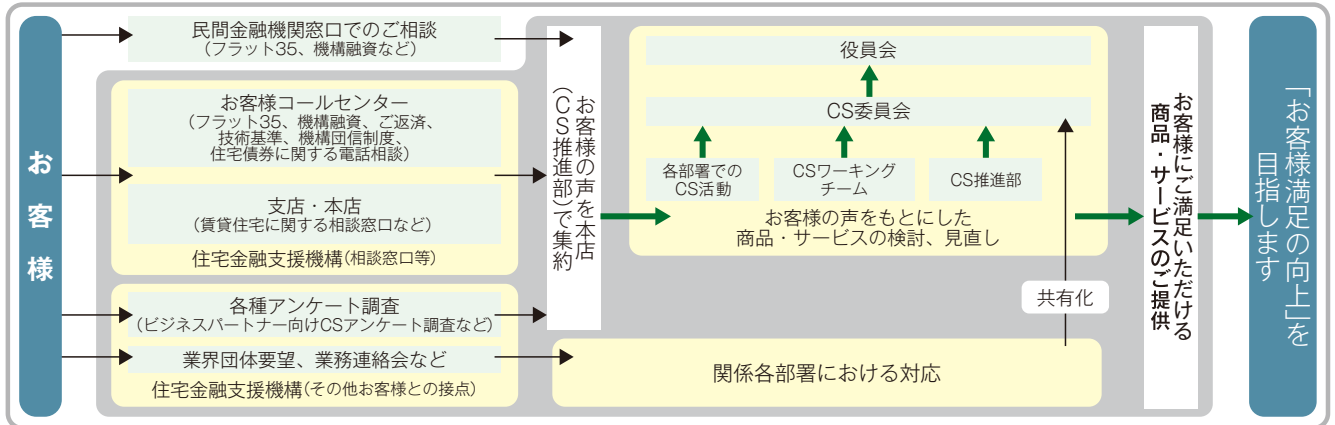 お客様
民間金融機関窓口でのご相談
(フラット35、機構融資など)
お客様コールセンター
(フラット35、機構融資、ご返済、
技術基準、機構団信制度、
住宅債券に関する電話相談)
支店・本店
(賃貸住宅に関する相談窓口など)
住宅金融支援機構(相談窓口等)
各種アンケート調査
(ビジネスパートナー向けCSアンケート調査など)
業界団体要望、業務連絡会など
住宅金融支援機構(その他お客様との接点)
お客様の声を本店
(CS推進部)で集約
役員会
CS委員会
各部署での
CS活動
CSワーキング
チーム
CS推進部
お客様の声をもとにした
商品・サービスの検討、見直し
共有化
関係各部署における対応
お客様にご満足いただける
商品・サービスのご提供
「お客様満足の向上」を
目指します